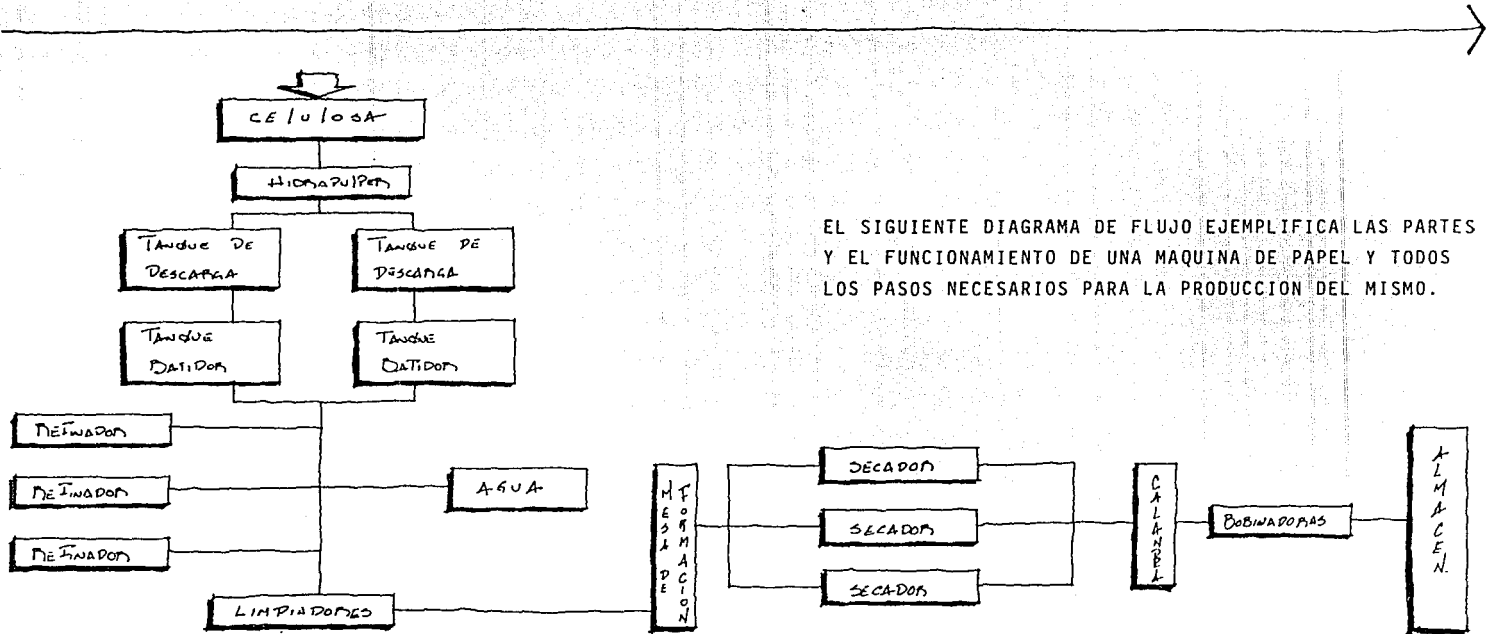 CELULOSA
HIDRAPULPER
TANQUE DE
DESCARGA
TANQUE DE
DESCARGA
TANQUE
BATIDOR
TANQUE
BATIDOR
EL SIGUIENTE DIAGRAMA DE FLUJO EJEMPLIFICA LAS PARTES
Y EL FUNCIONAMIENTO DE UNA MAQUINA DE PAPEL Y TODOS
LOS PASOS NECESARIOS PARA LA PRODUCCION DEL MISMO.
REFINADOR
REFINADOR
REFINADOR
AGUA
LIMPIADORES
MESA DE
FORMACION
SECADOR
SECADOR
SECADOR
CALANDRA
BOBINADORAS
ALMACEN.